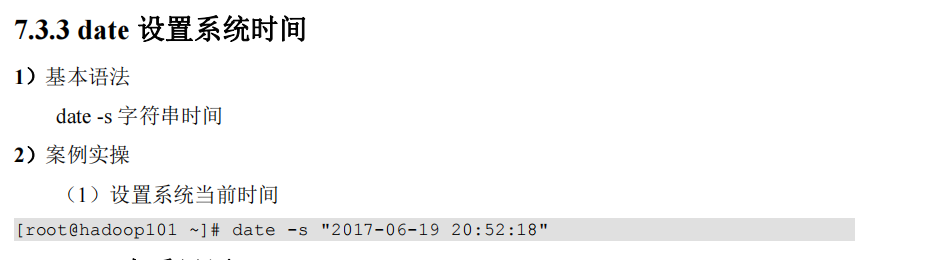 7.3.3 date 设置系统时间
1）基本语法
date -s 字符串时间
2）案例实操
（1）设置系统当前时间
[root@hadoop101 ~]# date -s "2017-06-19 20:52:18"